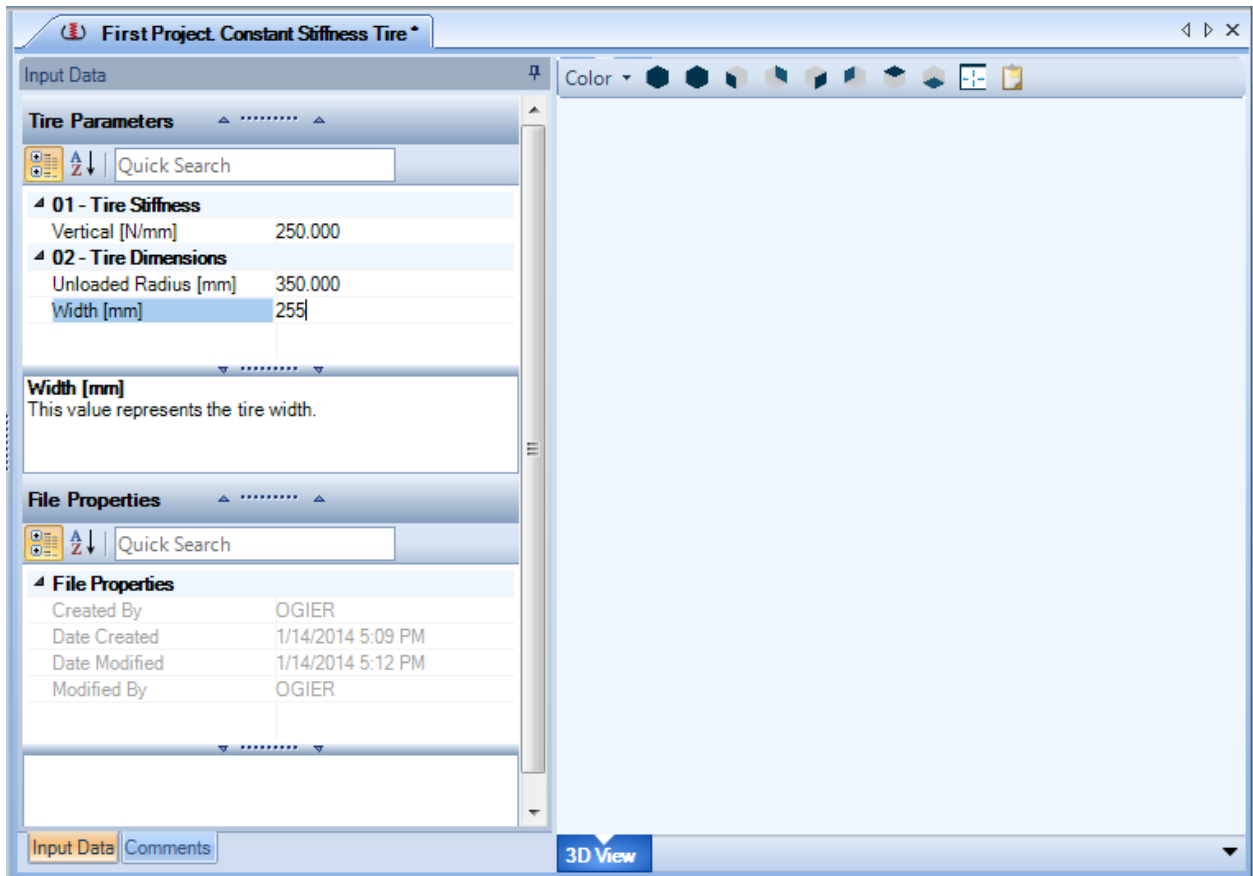 First Project. Constant Stiffness Tire *
Input Data
Color
Tire Parameters
Quick Search
01 - Tire Stiffness
Vertical [N/mm] 250.000
02 - Tire Dimensions
Unloaded Radius [mm] 350.000
Width [mm] 255
Width [mm]
This value represents the tire width.
File Properties
Quick Search
File Properties
Created By OGIER
Date Created 1/14/2014 5:09 PM
Date Modified 1/14/2014 5:12 PM
Modified By OGIER
Input Data Comments
3D View